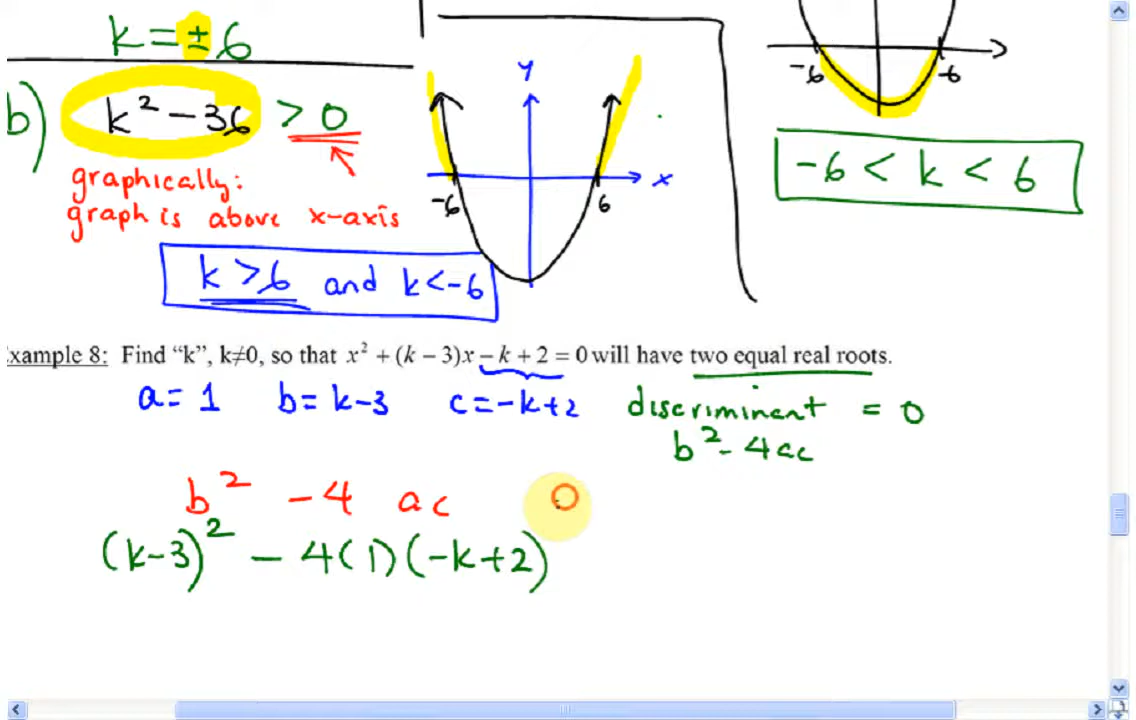 k = ± 6
b) k² - 36 > 0
graphically:
graph is above x-axis
k > 6 and k < -6
y
x
-6
6
-6
-6
-6 < k < 6
xample 8: Find “k”, k≠0, so that x² + (k − 3)x − k + 2 = 0 will have two equal real roots.
a = 1 b = k-3 c = -k+2 discriminant = 0
b² - 4ac
b² - 4 ac 0
(k-3)² - 4(1)(-k+2)